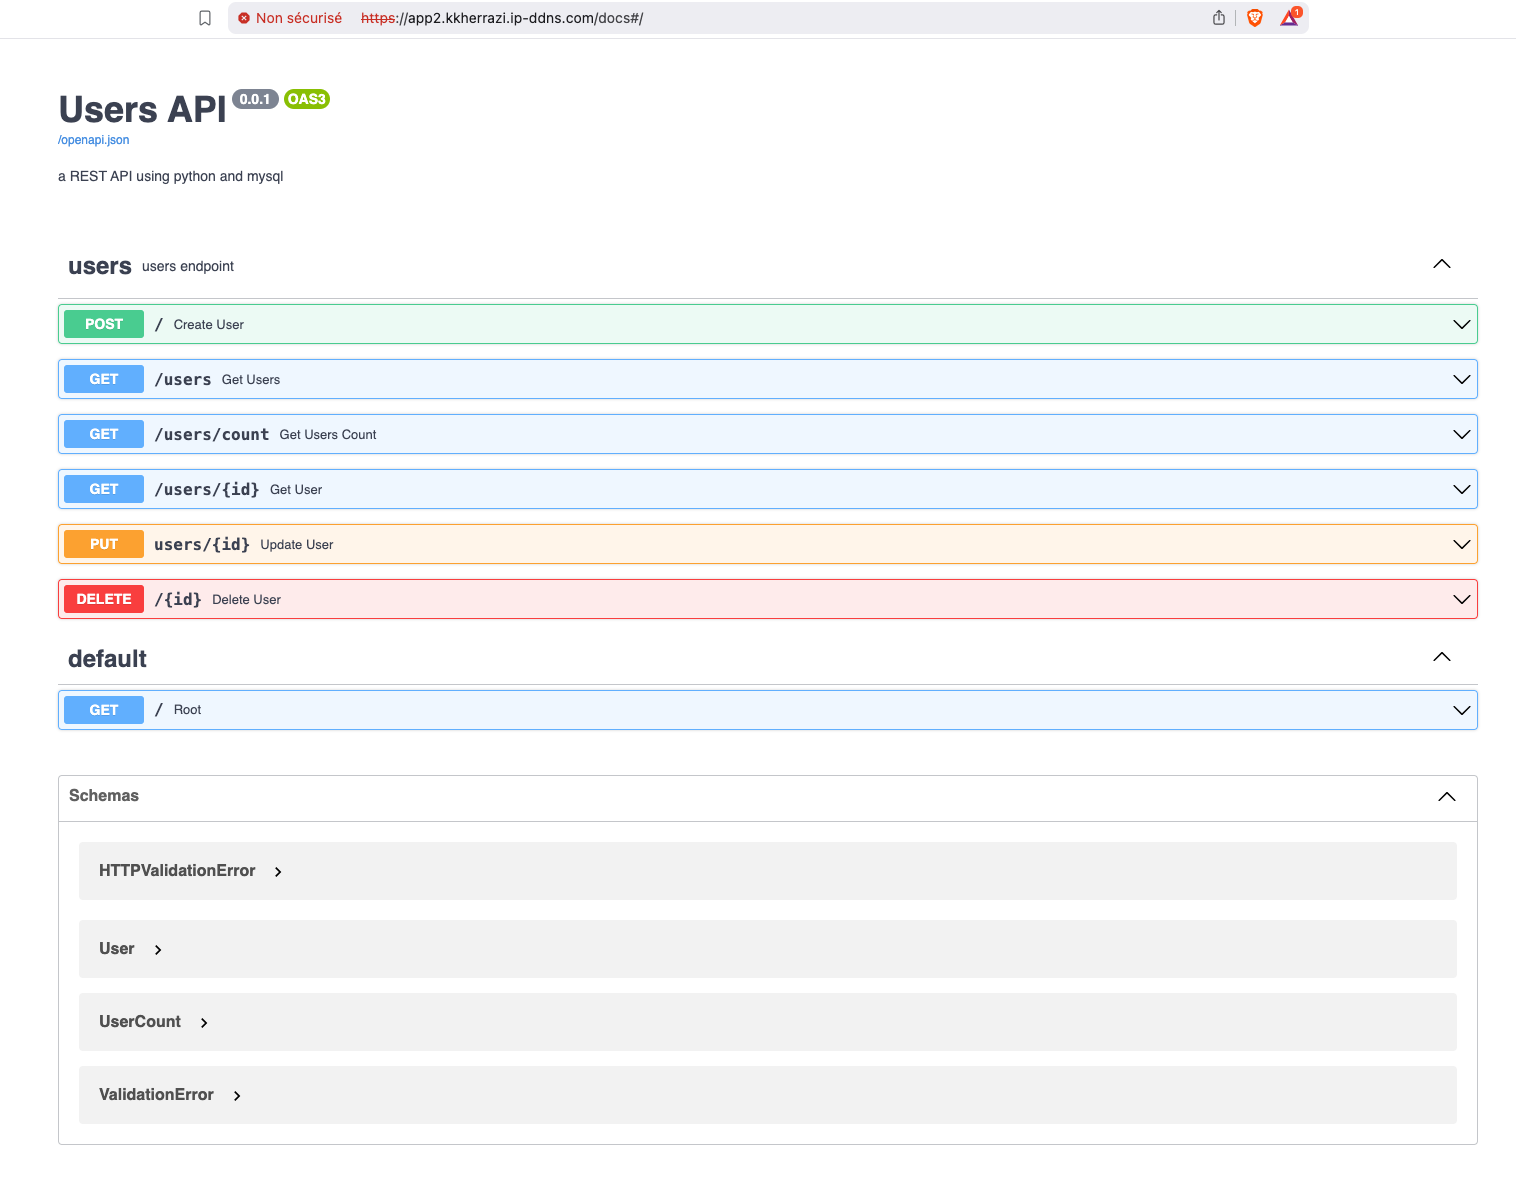 Non sécurisé https://app2.kkherrazi.ip-ddns.com/docs#/ 1
Users API 0.0.1 OAS3
/openapi.json
a REST API using python and mysql
users users endpoint
POST / Create User
GET /users Get Users
GET /users/count Get Users Count
GET /users/{id} Get User
PUT users/{id} Update User
DELETE /{id} Delete User
default
GET / Root
Schemas
HTTPValidationError
User
UserCount
ValidationError